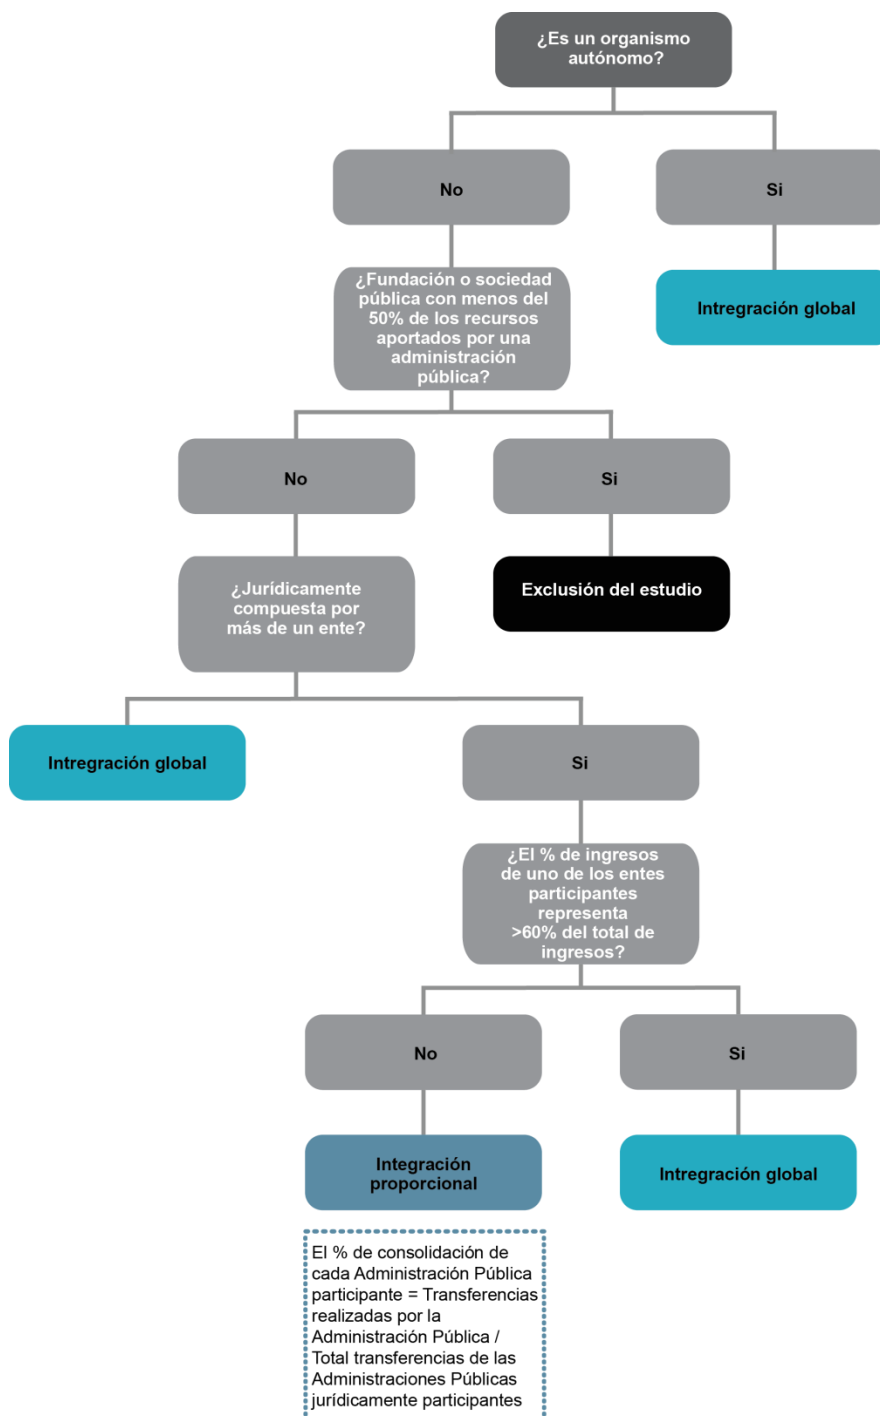 ¿Es un organismo
autónomo?
No
Si
¿Fundación o sociedad
pública con menos del
50% de los recursos
aportados por una
administración
pública?
Intregración global
No
Si
¿Jurídicamente
compuesta por
más de un ente?
Exclusión del estudio
Intregración global
Si
¿El % de ingresos
de uno de los entes
participantes
representa
>60% del total de
ingresos?
No
Si
Integración
proporcional
Intregración global
El % de consolidación de
cada Administración Pública
participante = Transferencias
realizadas por la
Administración Pública /
Total transferencias de las
Administraciones Públicas
jurídicamente participantes